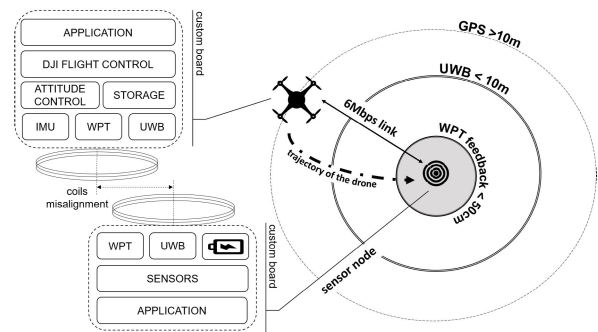 APPLICATION
DJI FLIGHT CONTROL
ATTITUDE
CONTROL
STORAGE
IMU
WPT
UWB
custom board
coils
misalignment
WPT
UWB
SENSORS
APPLICATION
custom board
GPS >10m
UWB < 10m
6Mbps link
WPT feedback < 50cm
trajectory of the drone
sensor node